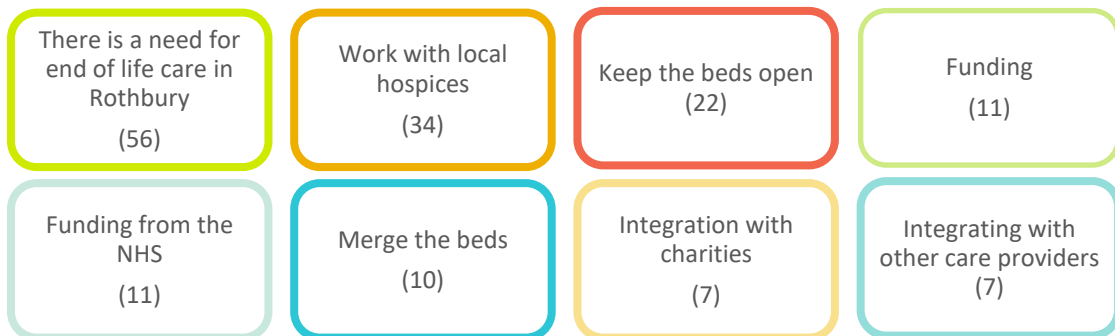 There is a need for
end of life care in
Rothbury
(56)
Work with local
hospices
(34)
Keep the beds open
(22)
Funding
(11)
Funding from the
NHS
(11)
Merge the beds
(10)
Integration with
charities
(7)
Integrating with
other care providers
(7)